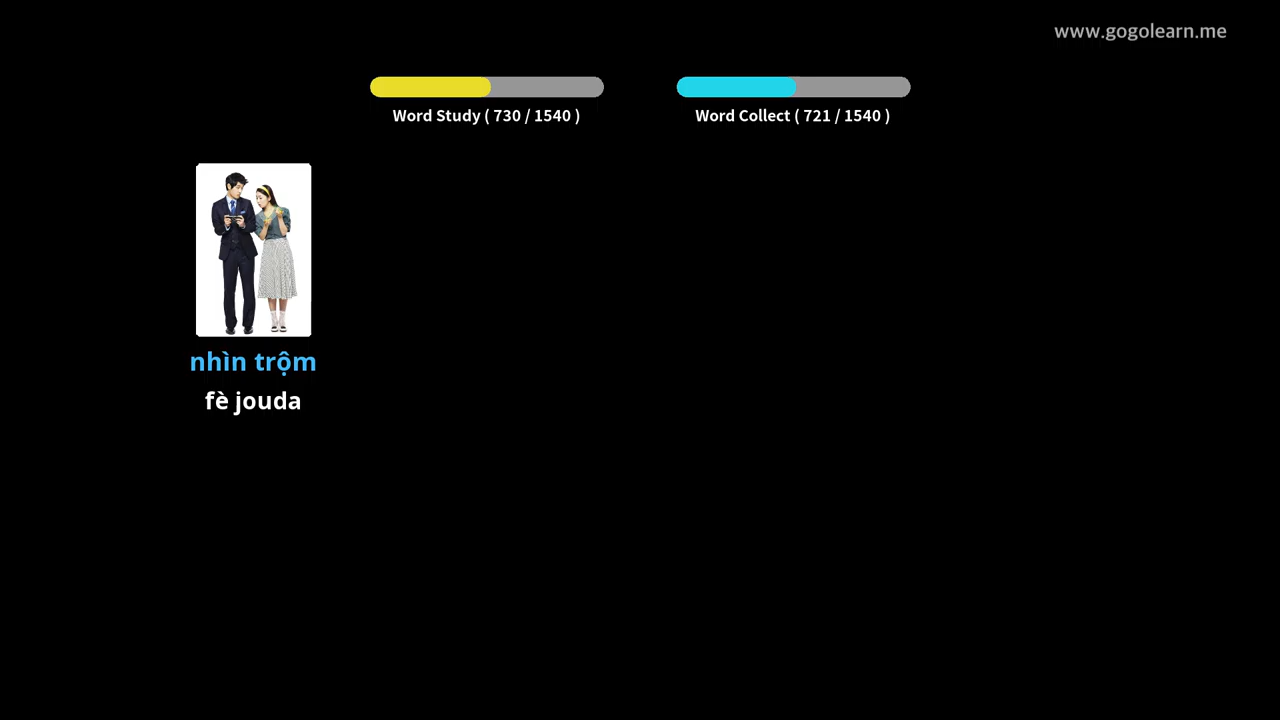 www.gogolearn.me
Word Study ( 730 / 1540 )
Word Collect ( 721 / 1540 )
nhìn trộm
fè jouda